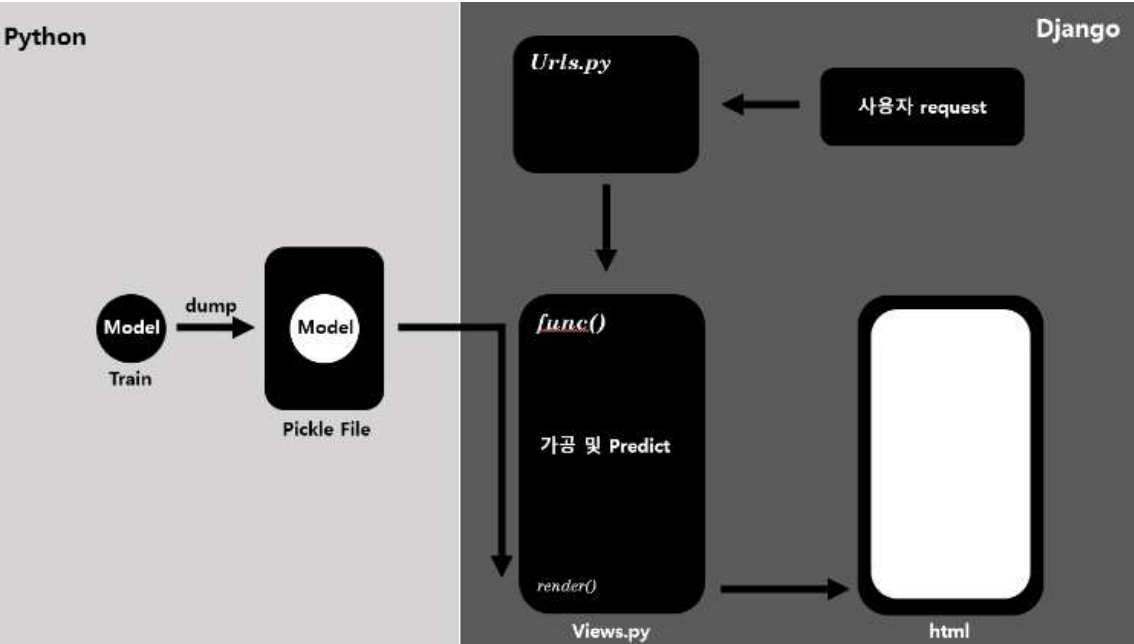 Python
Django
Urls.py
사용자 request
func()
dump
Model
Model
Train
Pickle File
가공 및 Predict
render()
Views.py
html